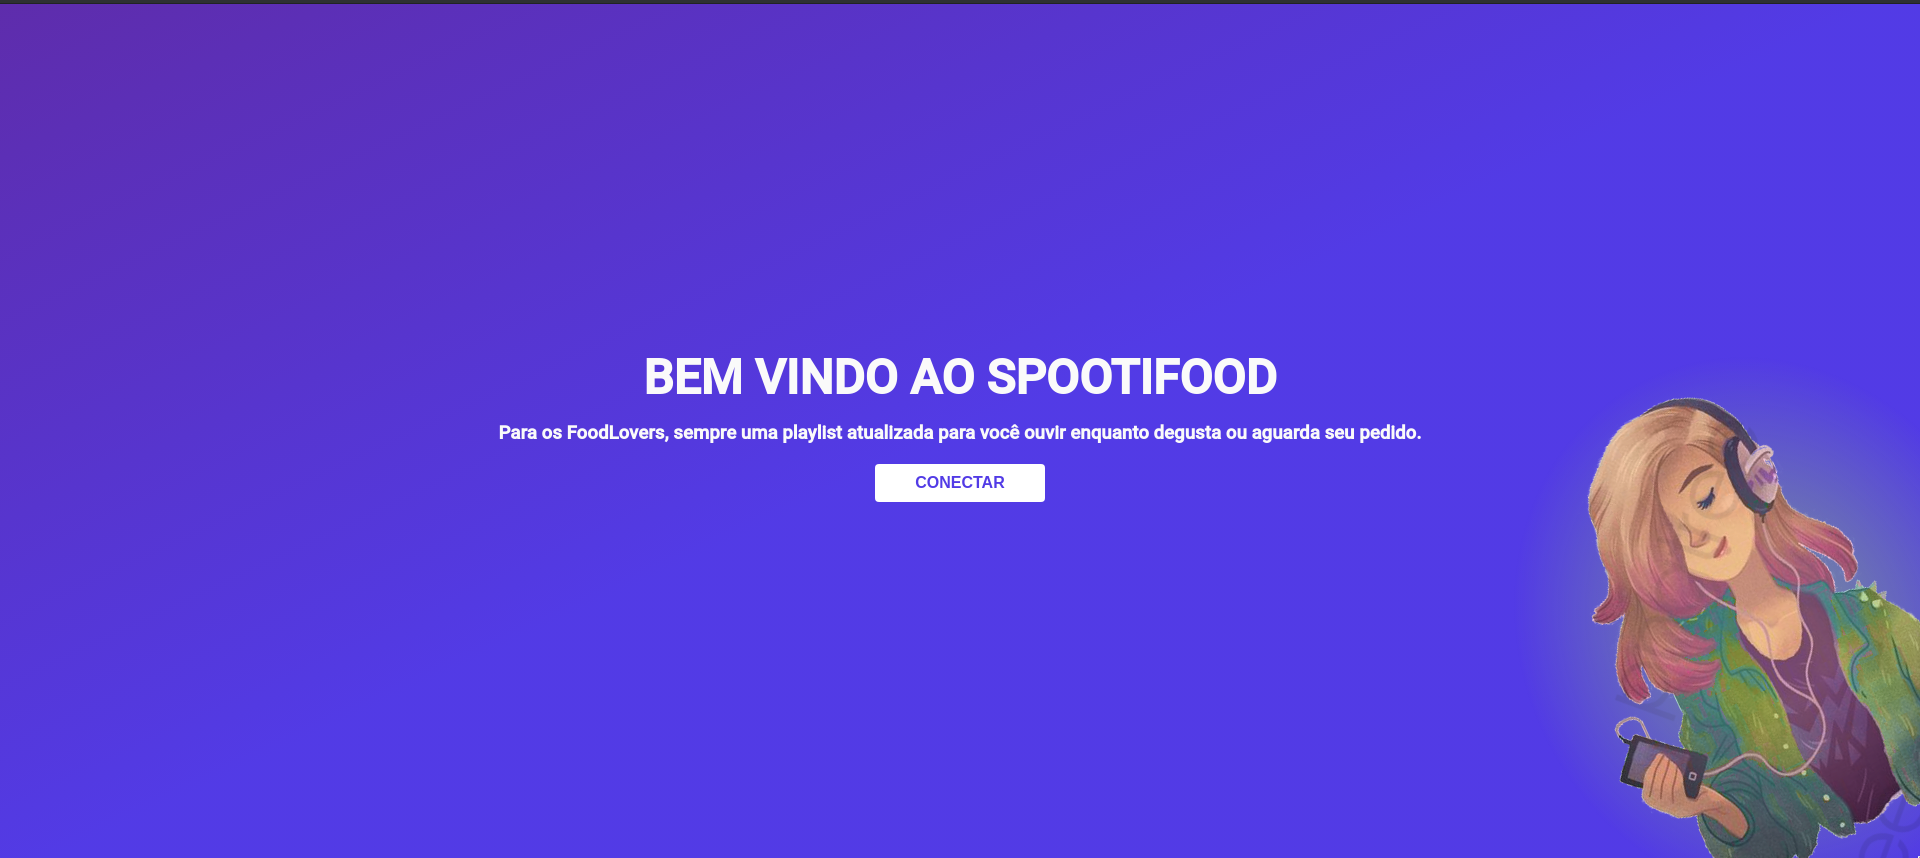 BEM VINDO AO SPOOTIFOOD
Para os FoodLovers, sempre uma playlist atualizada para você ouvir enquanto degusta ou aguarda seu pedido.
CONECTAR